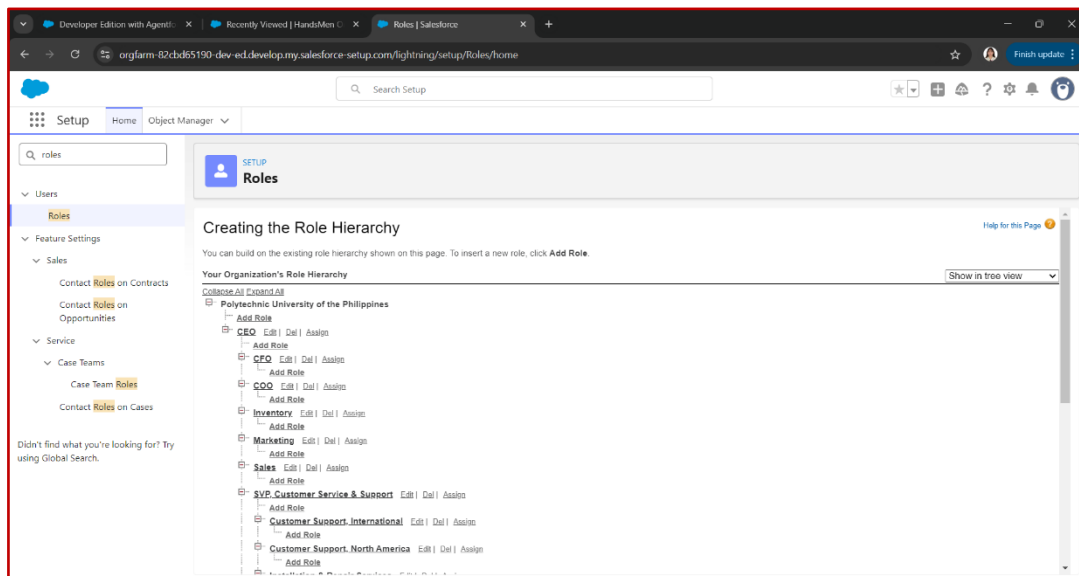 Developer Edition with Agentfo
Recently Viewed | HandsMen O
Roles | Salesforce
orgfarm-82cbd65190-dev-ed.develop.my.salesforce-setup.com/lightning/setup/Roles/home
Finish update
Search Setup
Setup Home Object Manager
roles
SETUP
Roles
Users
Roles
Feature Settings
Sales
Contact Roles on Contracts
Contact Roles on
Opportunities
Service
Case Teams
Case Team Roles
Contact Roles on Cases
Didn't find what you're looking for? Try
using Global Search.
Creating the Role Hierarchy
Help for this Page
You can build on the existing role hierarchy shown on this page. To insert a new role, click Add Role.
Your Organization's Role Hierarchy
Show in tree view
Collapse All Expand All
Polytechnic University of the Philippines
Add Role
CEO Edit | Del | Assign
Add Role
CFO Edit | Del | Assign
Add Role
COO Edit | Del | Assign
Add Role
Inventory Edit | Del | Assign
Add Role
Marketing Edit | Del | Assign
Add Role
Sales Edit | Del | Assign
Add Role
SVP, Customer Service & Support Edit | Del | Assign
Add Role
Customer Support, International Edit | Del | Assign
Add Role
Customer Support, North America Edit | Del | Assign
Add Role
Installation & Repair Services Edit | Del | Assign